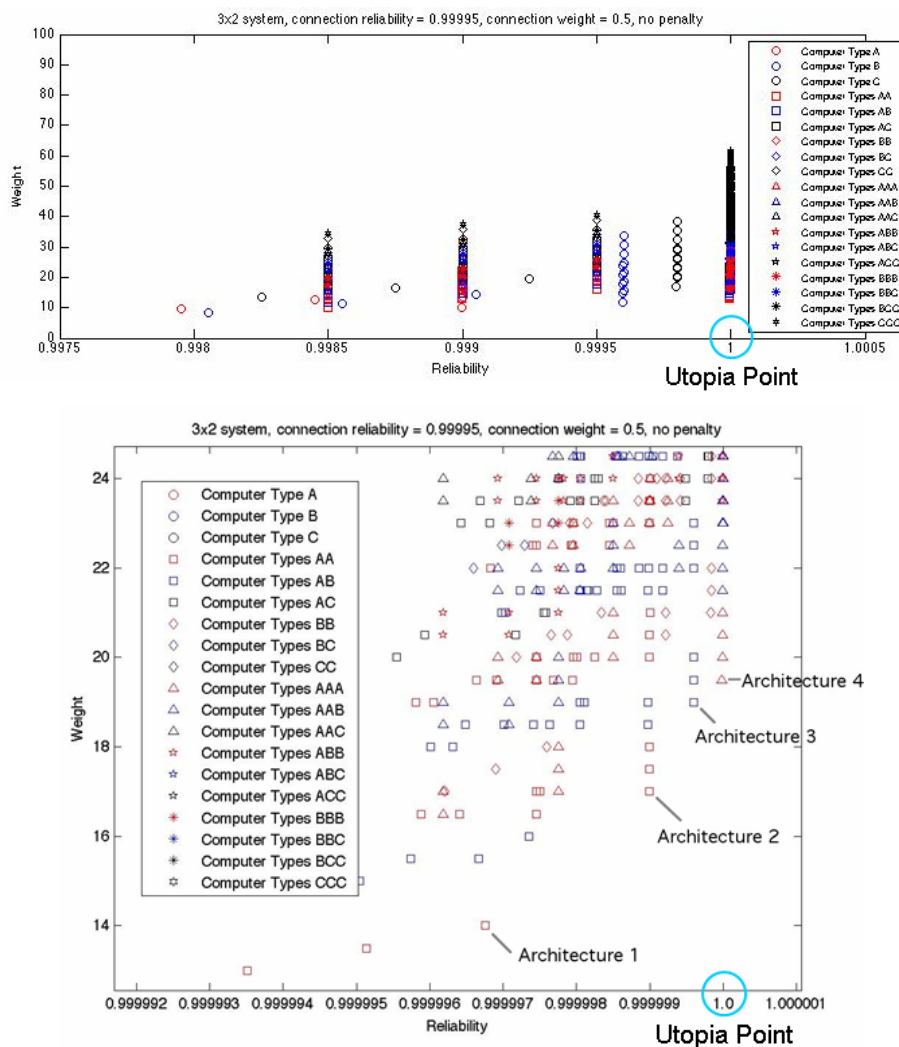 3x2 system, connection reliability = 0.99995, connection weight = 0.5, no penalty
100
90
80
70
60
50
40
30
20
10
0
Weight
0.9975
0.998
0.9985
0.999
0.9995
1
1.0005
Reliability
Computer Type A
Computer Type B
Computer Type C
Computer Types AA
Computer Types AB
Computer Types AC
Computer Types BB
Computer Types BC
Computer Types CC
Computer Types AAA
Computer Types AAB
Computer Types AAC
Computer Types ABB
Computer Types ABC
Computer Types ACC
Computer Types BBB
Computer Types BBC
Computer Types BCC
Computer Types CCC
Utopia Point
3x2 system, connection reliability = 0.99995, connection weight = 0.5, no penalty
24
22
20
18
16
14
Weight
Computer Type A
Computer Type B
Computer Type C
Computer Types AA
Computer Types AB
Computer Types AC
Computer Types BB
Computer Types BC
Computer Types CC
Computer Types AAA
Computer Types AAB
Computer Types AAC
Computer Types ABB
Computer Types ABC
Computer Types ACC
Computer Types BBB
Computer Types BBC
Computer Types BCC
Computer Types CCC
Architecture 4
Architecture 3
Architecture 2
Architecture 1
0.999992
0.999993
0.999994
0.999995
0.999996
0.999997
0.999998
0.999999
1.0
1.000001
Reliability
Utopia Point